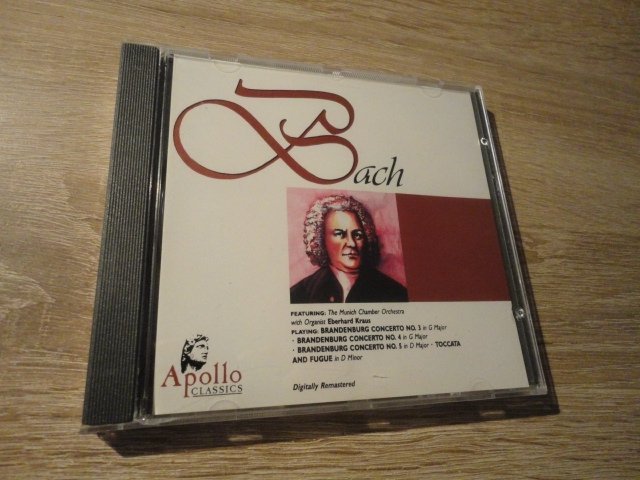 Bach
FEATURING: The Munich Chamber Orchestra
with Organist Eberhard Kraus
PLAYING: BRANDENBURG CONCERTO NO. 3 in G Major
· BRANDENBURG CONCERTO NO. 4 in G Major
· BRANDENBURG CONCERTO NO. 5 in D Major · TOCCATA
AND FUGUE in D Minor
Apollo
CLASSICS
Digitally Remastered